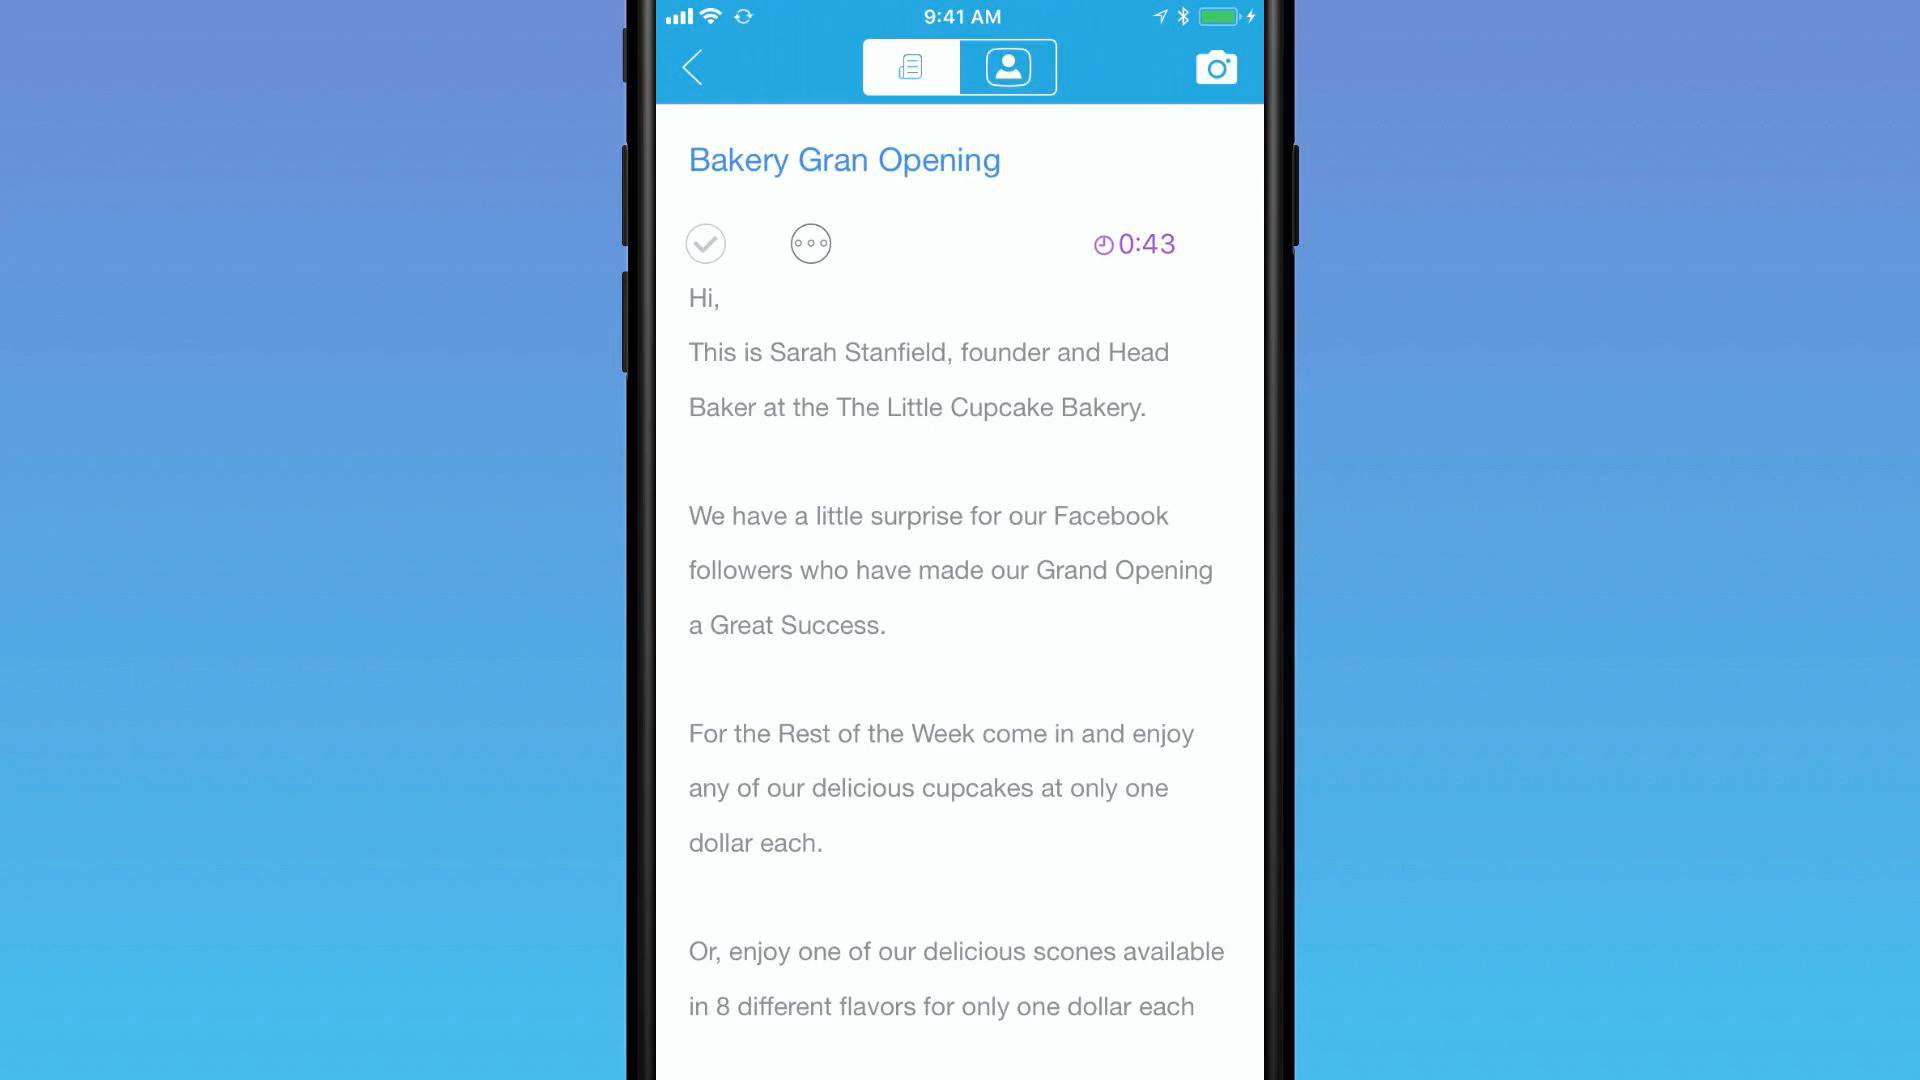 9:41 AM
Bakery Gran Opening
0:43
Hi,
This is Sarah Stanfield, founder and Head
Baker at the The Little Cupcake Bakery.
We have a little surprise for our Facebook
followers who have made our Grand Opening
a Great Success.
For the Rest of the Week come in and enjoy
any of our delicious cupcakes at only one
dollar each.
Or, enjoy one of our delicious scones available
in 8 different flavors for only one dollar each